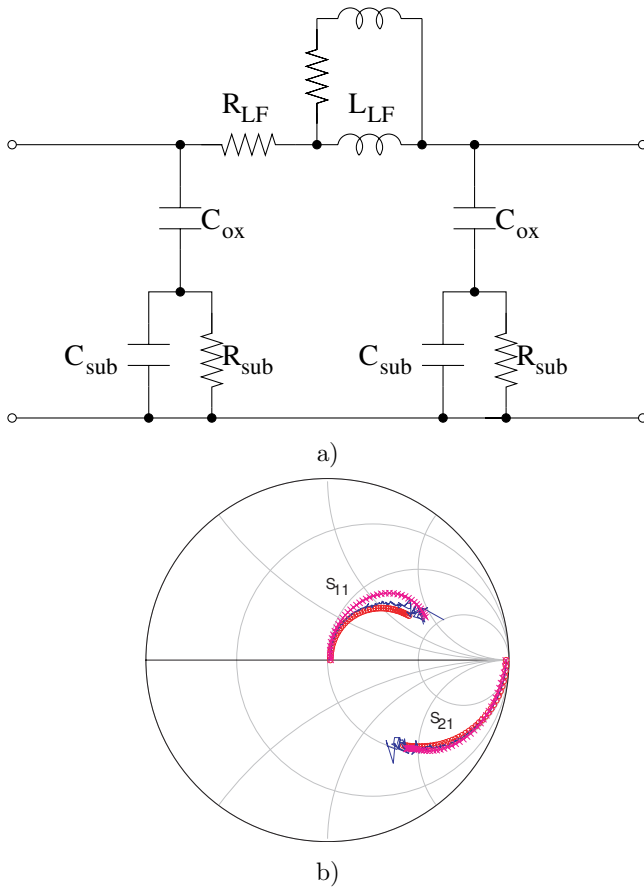 R_LF L_LF
C_ox C_ox
C_sub R_sub C_sub R_sub
a)
S_11
S_21
b)